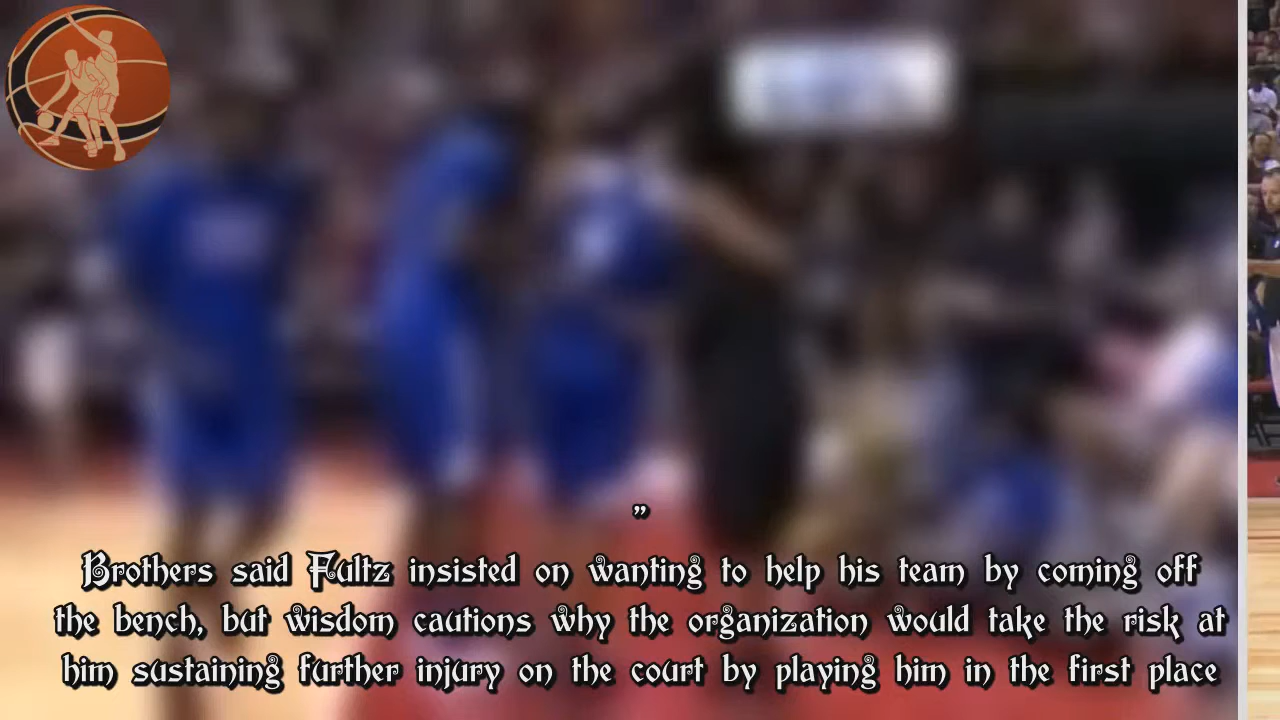 ”
Brothers said Fultz insisted on wanting to help his team by coming off
the bench, but wisdom cautions why the organization would take the risk at
him sustaining further injury on the court by playing him in the first place